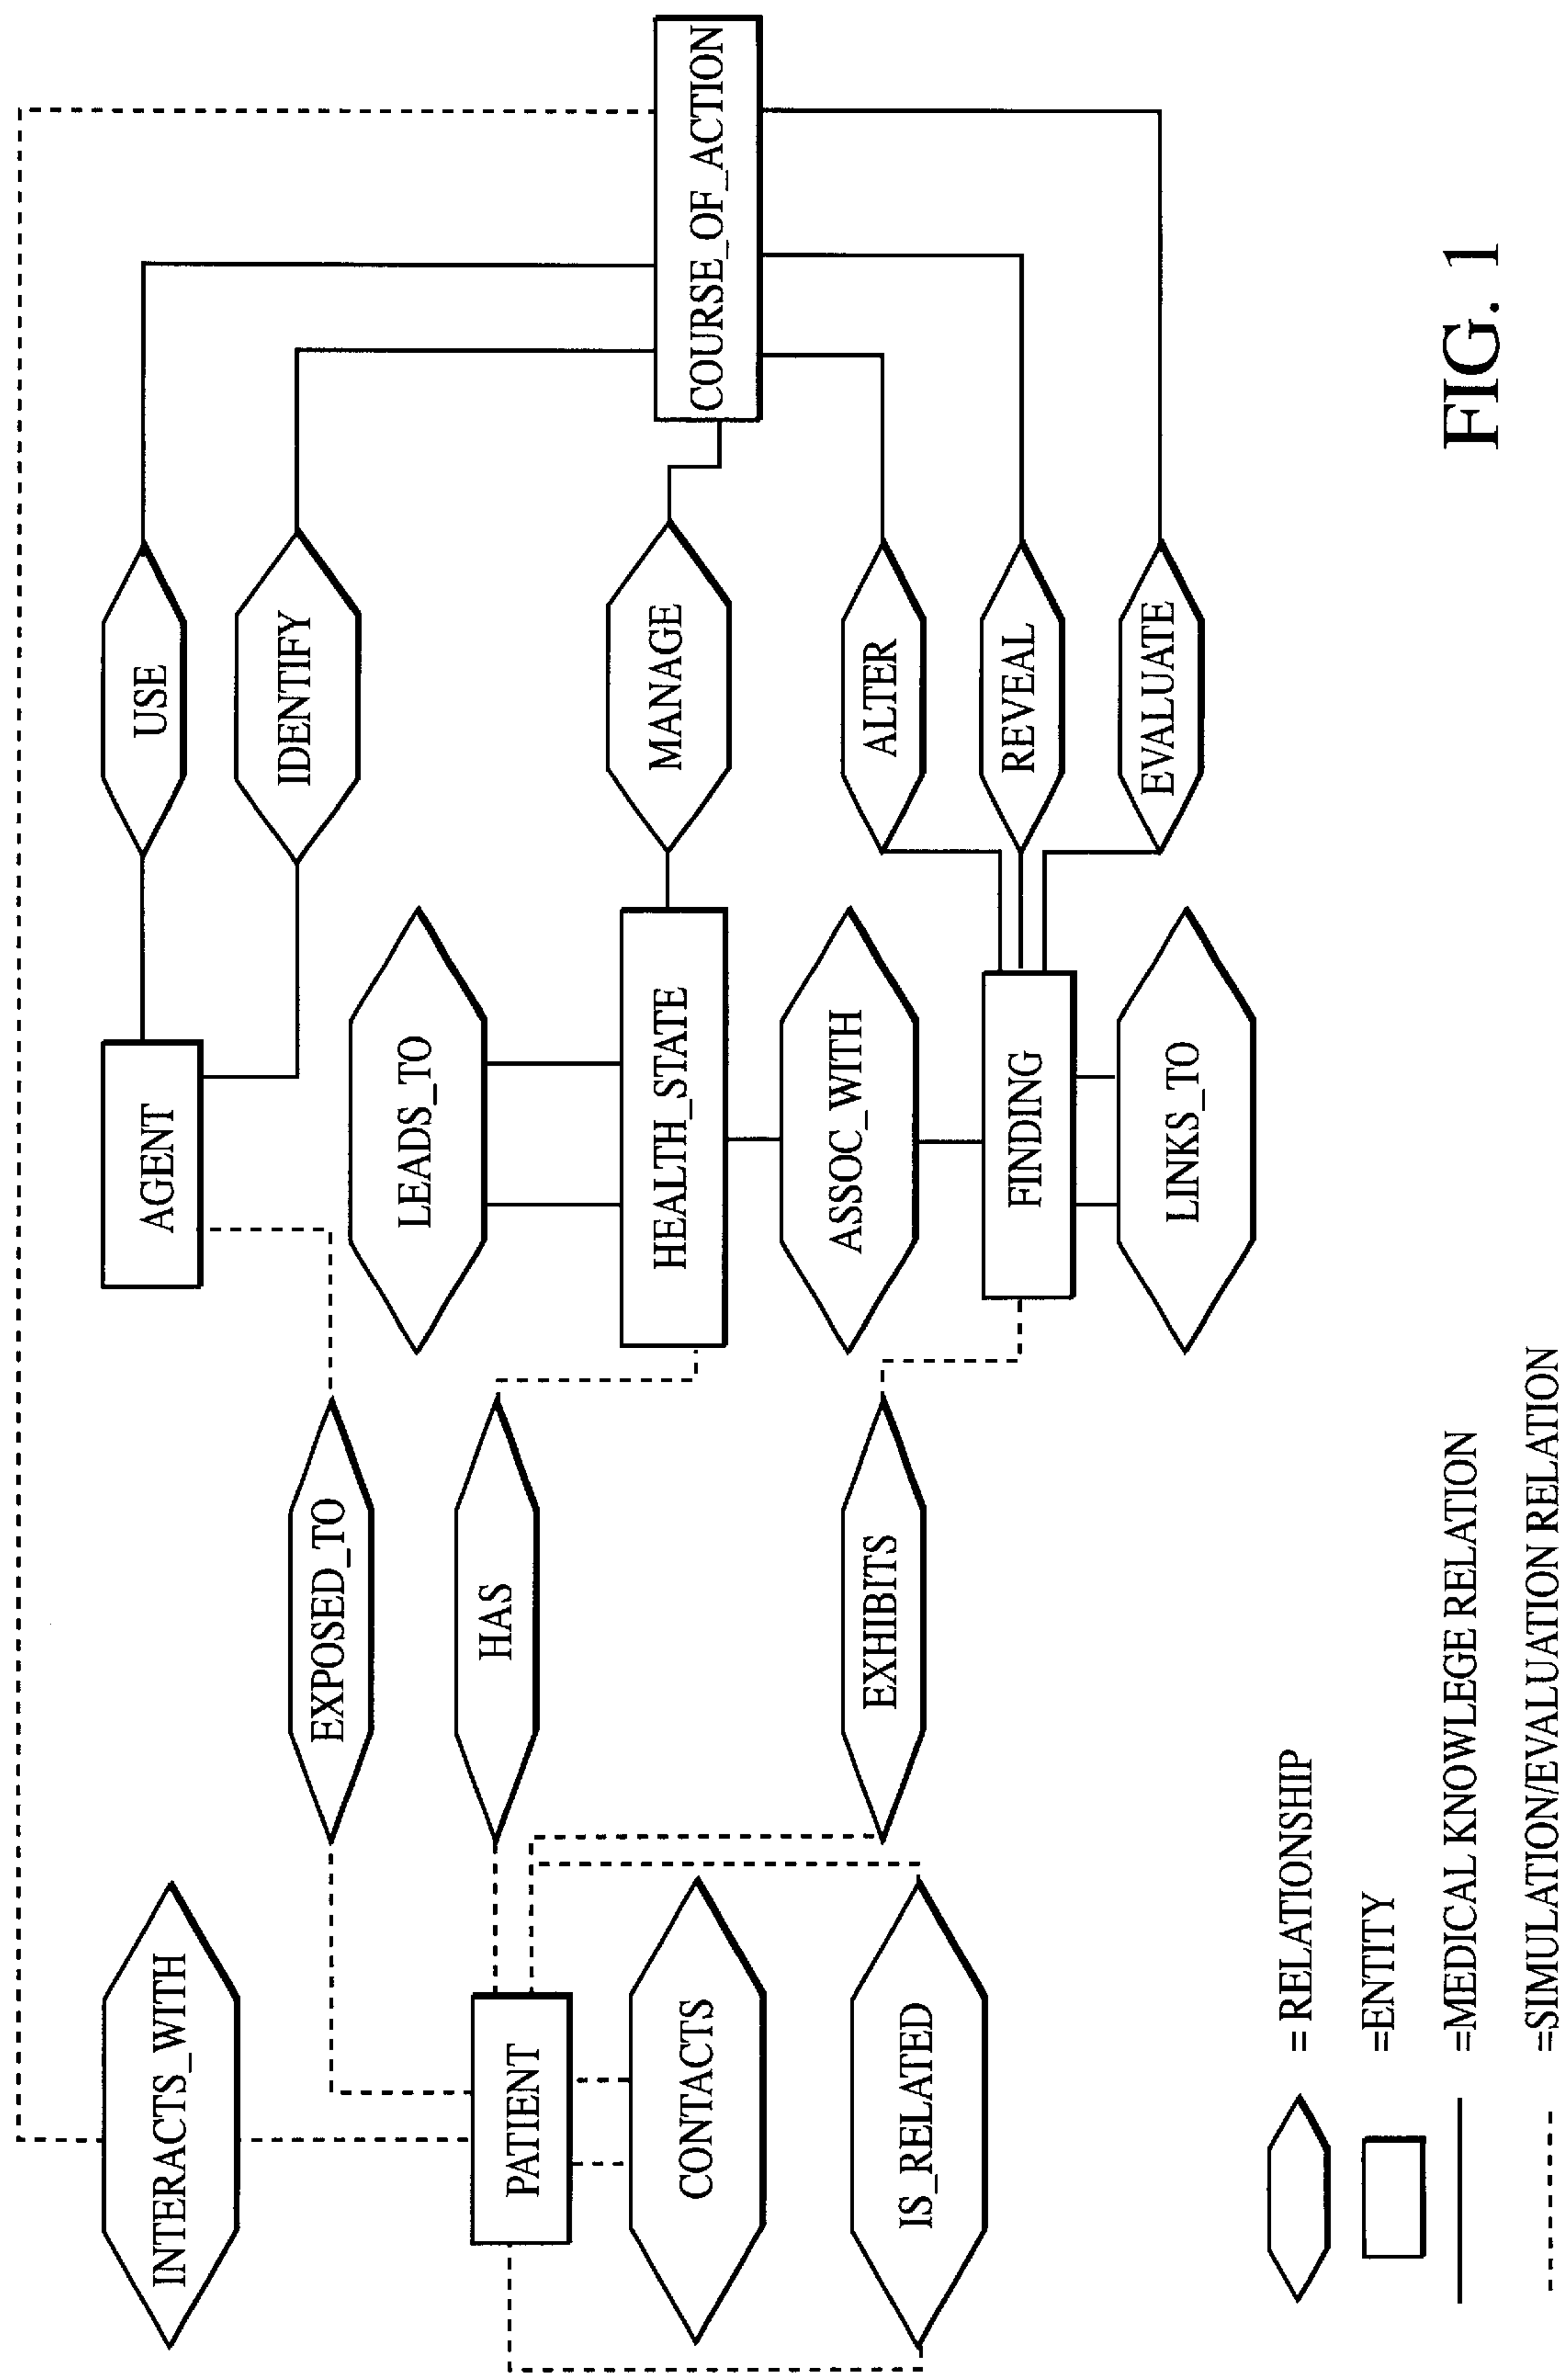 INTERACTS_WITH
AGENT
USE
EXPOSED_TO
IDENTIFY
LEADS_TO
PATIENT
HAS
HEALTH_STATE
MANAGE
COURSE_OF_ACTION
CONTACTS
ASSOC_WITH
IS_RELATED
EXHIBITS
ALTER
FINDING
REVEAL
LINKS_TO
EVALUATE
= RELATIONSHIP
=ENTITY
=MEDICAL KNOWLEGE RELATION
=SIMULATION/EVALUATION RELATION
FIG. 1